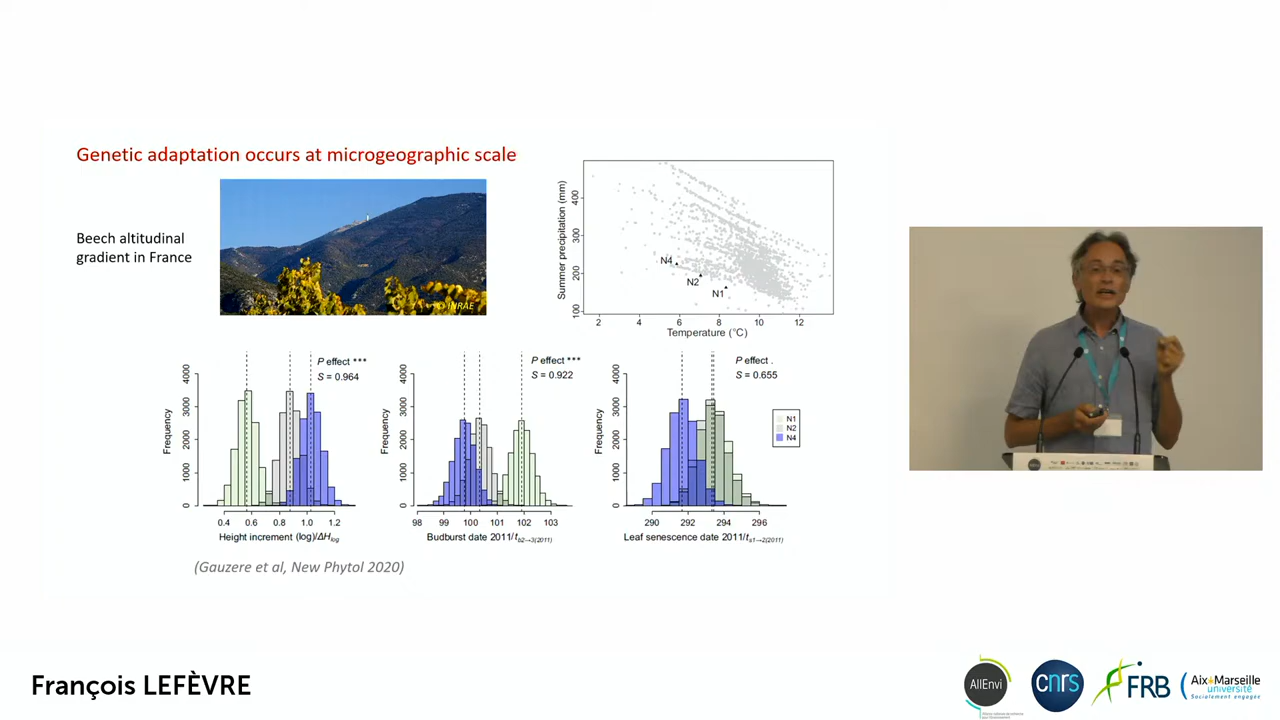 Genetic adaptation occurs at microgeographic scale
Beech altitudinal
gradient in France
INRAE
Summer precipitation (mm)
100 200 300 400
N4
N2
N1
2 4 6 8 10 12
Temperature (°C)
P effect ***
S = 0.964
Frequency
0 1000 2000 3000 4000
0.4 0.6 0.8 1.0 1.2
Height increment (log)/ΔHlog
P effect ***
S = 0.922
Frequency
0 1000 2000 3000 4000
98 99 100 101 102 103
Budburst date 2011/tb2→3(2011)
P effect .
S = 0.655
Frequency
0 1000 2000 3000 4000
290 292 294 296
Leaf senescence date 2011/ts1→2(2011)
N1
N2
N4
(Gauzere et al, New Phytol 2020)
François LEFÈVRE
AllEnvi
cnrs
FRB
Aix*Marseille
université
Socialement engagée